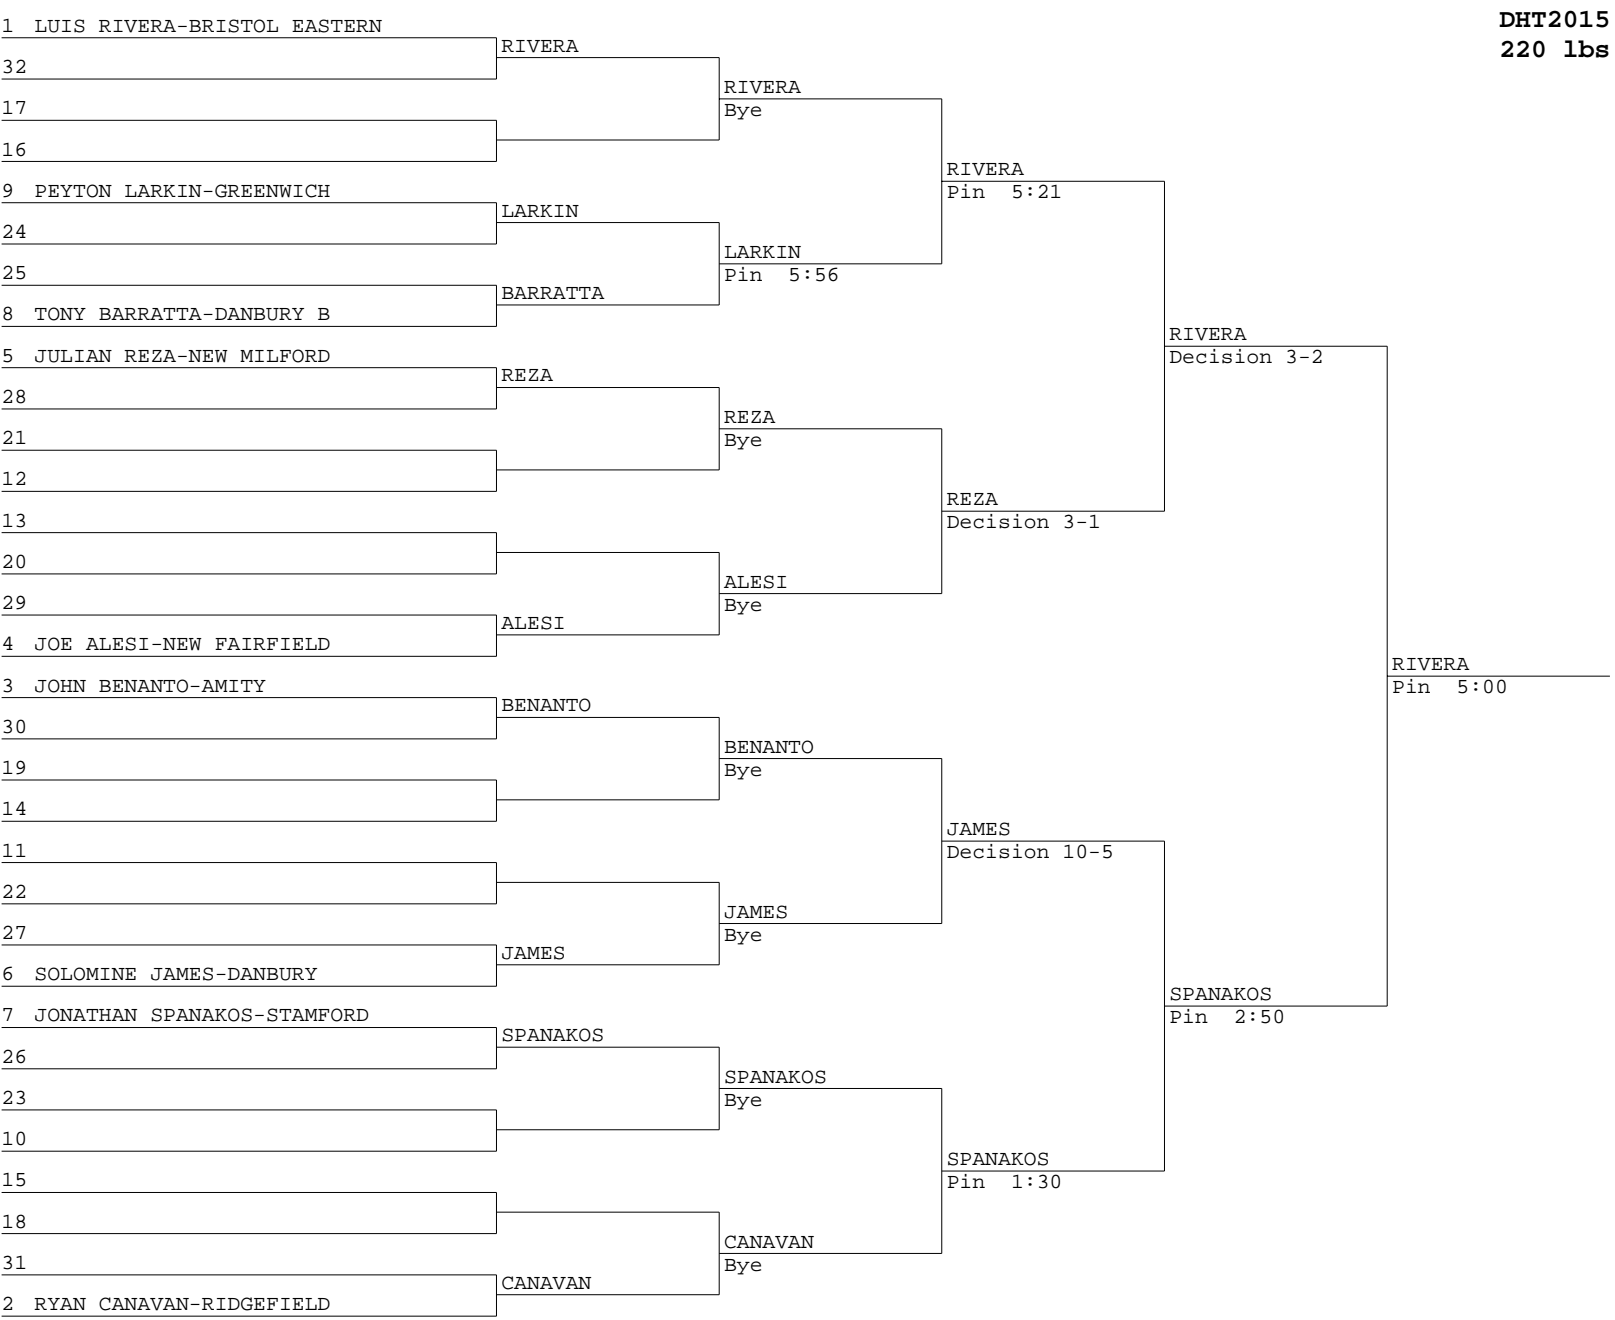 DHT2015
220 lbs
1 LUIS RIVERA-BRISTOL EASTERN
32
17
16
9 PEYTON LARKIN-GREENWICH
24
25
8 TONY BARRATTA-DANBURY B
5 JULIAN REZA-NEW MILFORD
28
21
12
13
20
29
4 JOE ALESI-NEW FAIRFIELD
3 JOHN BENANTO-AMITY
30
19
14
11
22
27
6 SOLOMINE JAMES-DANBURY
7 JONATHAN SPANAKOS-STAMFORD
26
23
10
15
18
31
2 RYAN CANAVAN-RIDGEFIELD
RIVERA
LARKIN
BARRATTA
REZA
ALESI
BENANTO
JAMES
SPANAKOS
CANAVAN
RIVERA
Bye
LARKIN
Pin 5:56
REZA
Bye
ALESI
Bye
BENANTO
Bye
JAMES
Bye
SPANAKOS
Bye
CANAVAN
Bye
RIVERA
Pin 5:21
REZA
Decision 3-1
JAMES
Decision 10-5
SPANAKOS
Pin 1:30
RIVERA
Decision 3-2
SPANAKOS
Pin 2:50
RIVERA
Pin 5:00